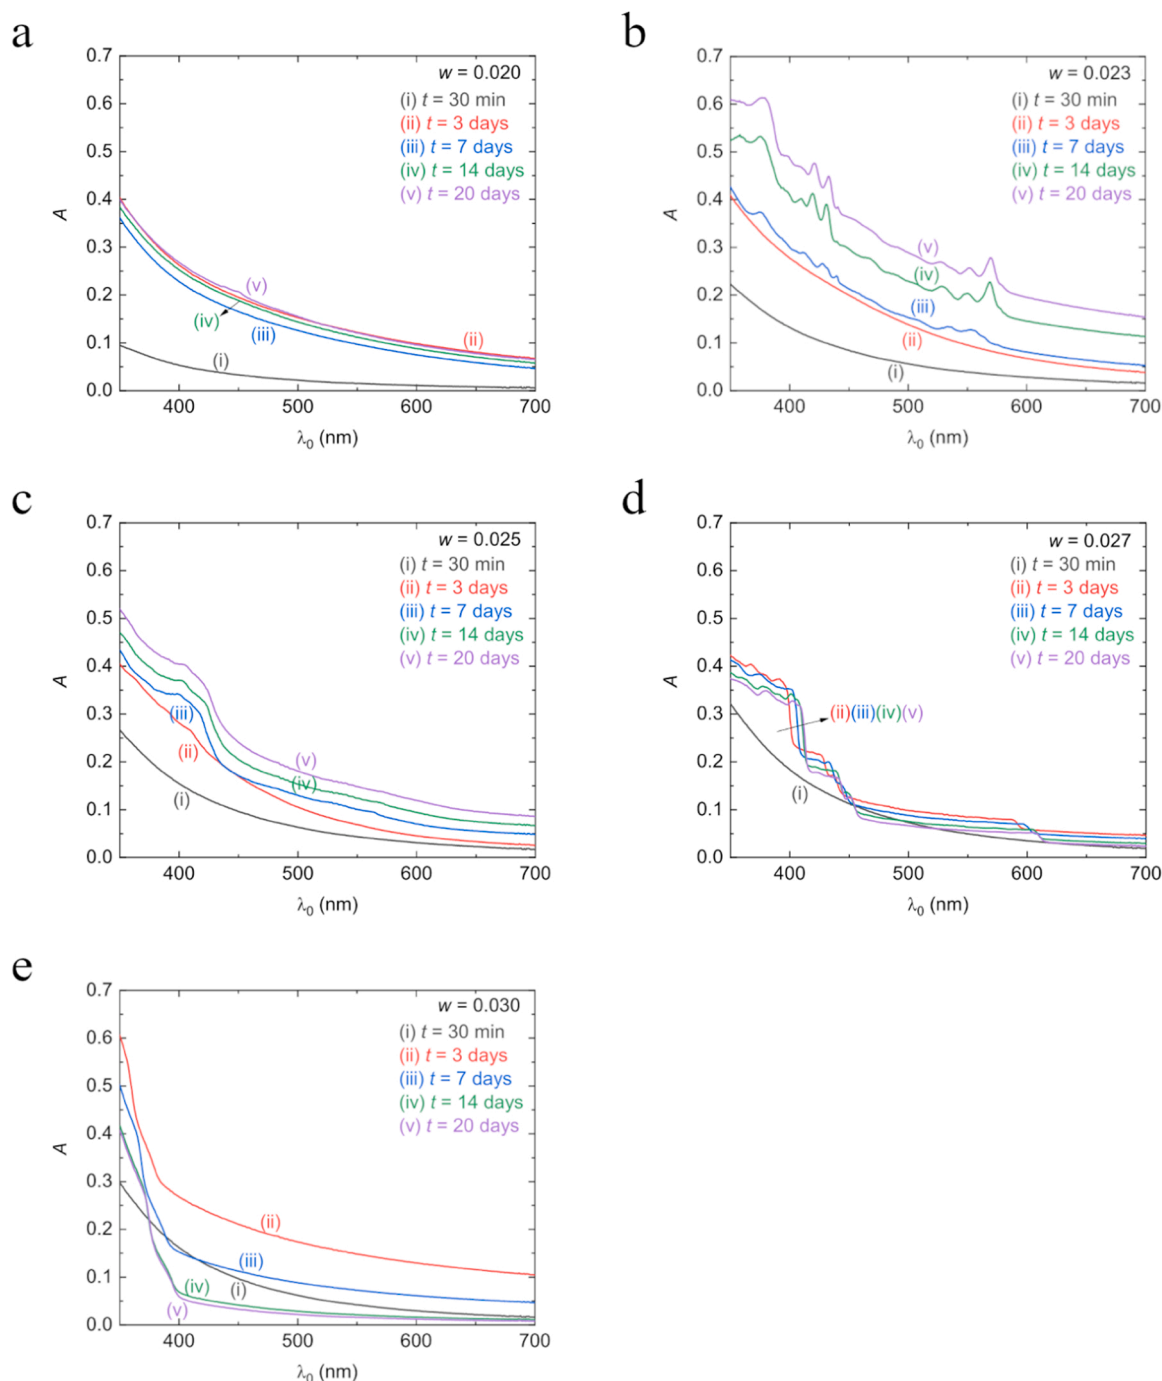 a
0.7
0.6
0.5
0.4
0.3
0.2
0.1
0.0
A
w = 0.020
(i) t = 30 min
(ii) t = 3 days
(iii) t = 7 days
(iv) t = 14 days
(v) t = 20 days
(v)
(iv)
(iii)
(ii)
(i)
400 500 600 700
λ₀ (nm)
b
0.7
0.6
0.5
0.4
0.3
0.2
0.1
0.0
A
w = 0.023
(i) t = 30 min
(ii) t = 3 days
(iii) t = 7 days
(iv) t = 14 days
(v) t = 20 days
(v)
(iv)
(iii)
(ii)
(i)
400 500 600 700
λ₀ (nm)
c
0.7
0.6
0.5
0.4
0.3
0.2
0.1
0.0
A
w = 0.025
(i) t = 30 min
(ii) t = 3 days
(iii) t = 7 days
(iv) t = 14 days
(v) t = 20 days
(iii)
(ii)
(v)
(iv)
(i)
400 500 600 700
λ₀ (nm)
d
0.7
0.6
0.5
0.4
0.3
0.2
0.1
0.0
A
w = 0.027
(i) t = 30 min
(ii) t = 3 days
(iii) t = 7 days
(iv) t = 14 days
(v) t = 20 days
(ii)(iii)(iv)(v)
(i)
400 500 600 700
λ₀ (nm)
e
0.7
0.6
0.5
0.4
0.3
0.2
0.1
0.0
A
w = 0.030
(i) t = 30 min
(ii) t = 3 days
(iii) t = 7 days
(iv) t = 14 days
(v) t = 20 days
(ii)
(iii)
(iv)
(i)
(v)
400 500 600 700
λ₀ (nm)